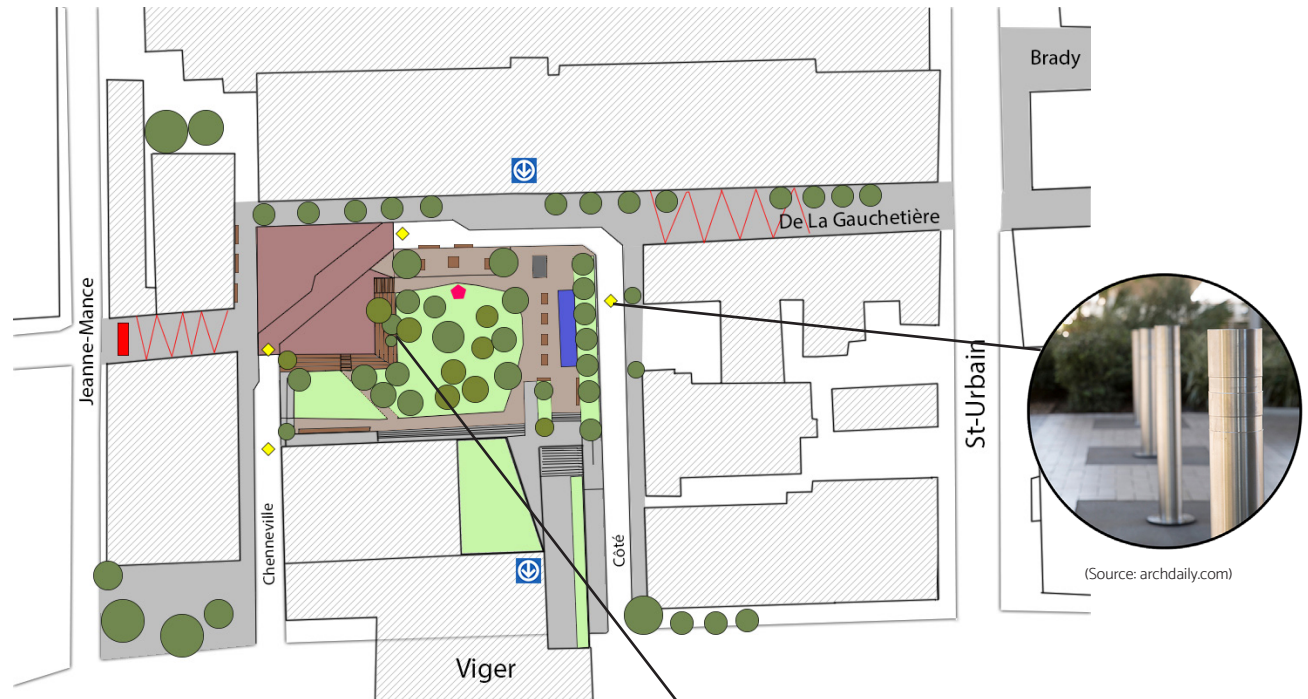 Brady
De La Gauchetière
Jeanne-Mance
St-Urbain
Chenneville
Côté
(Source: archdaily.com)
Viger